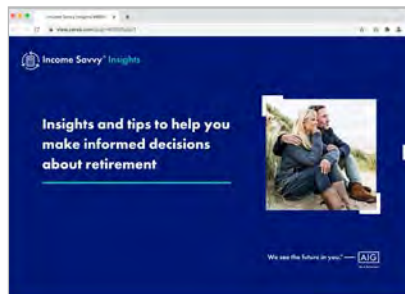 Income Savvy® Insights
Insights and tips to help you
make informed decisions
about retirement
We see the future in you.® — AIG